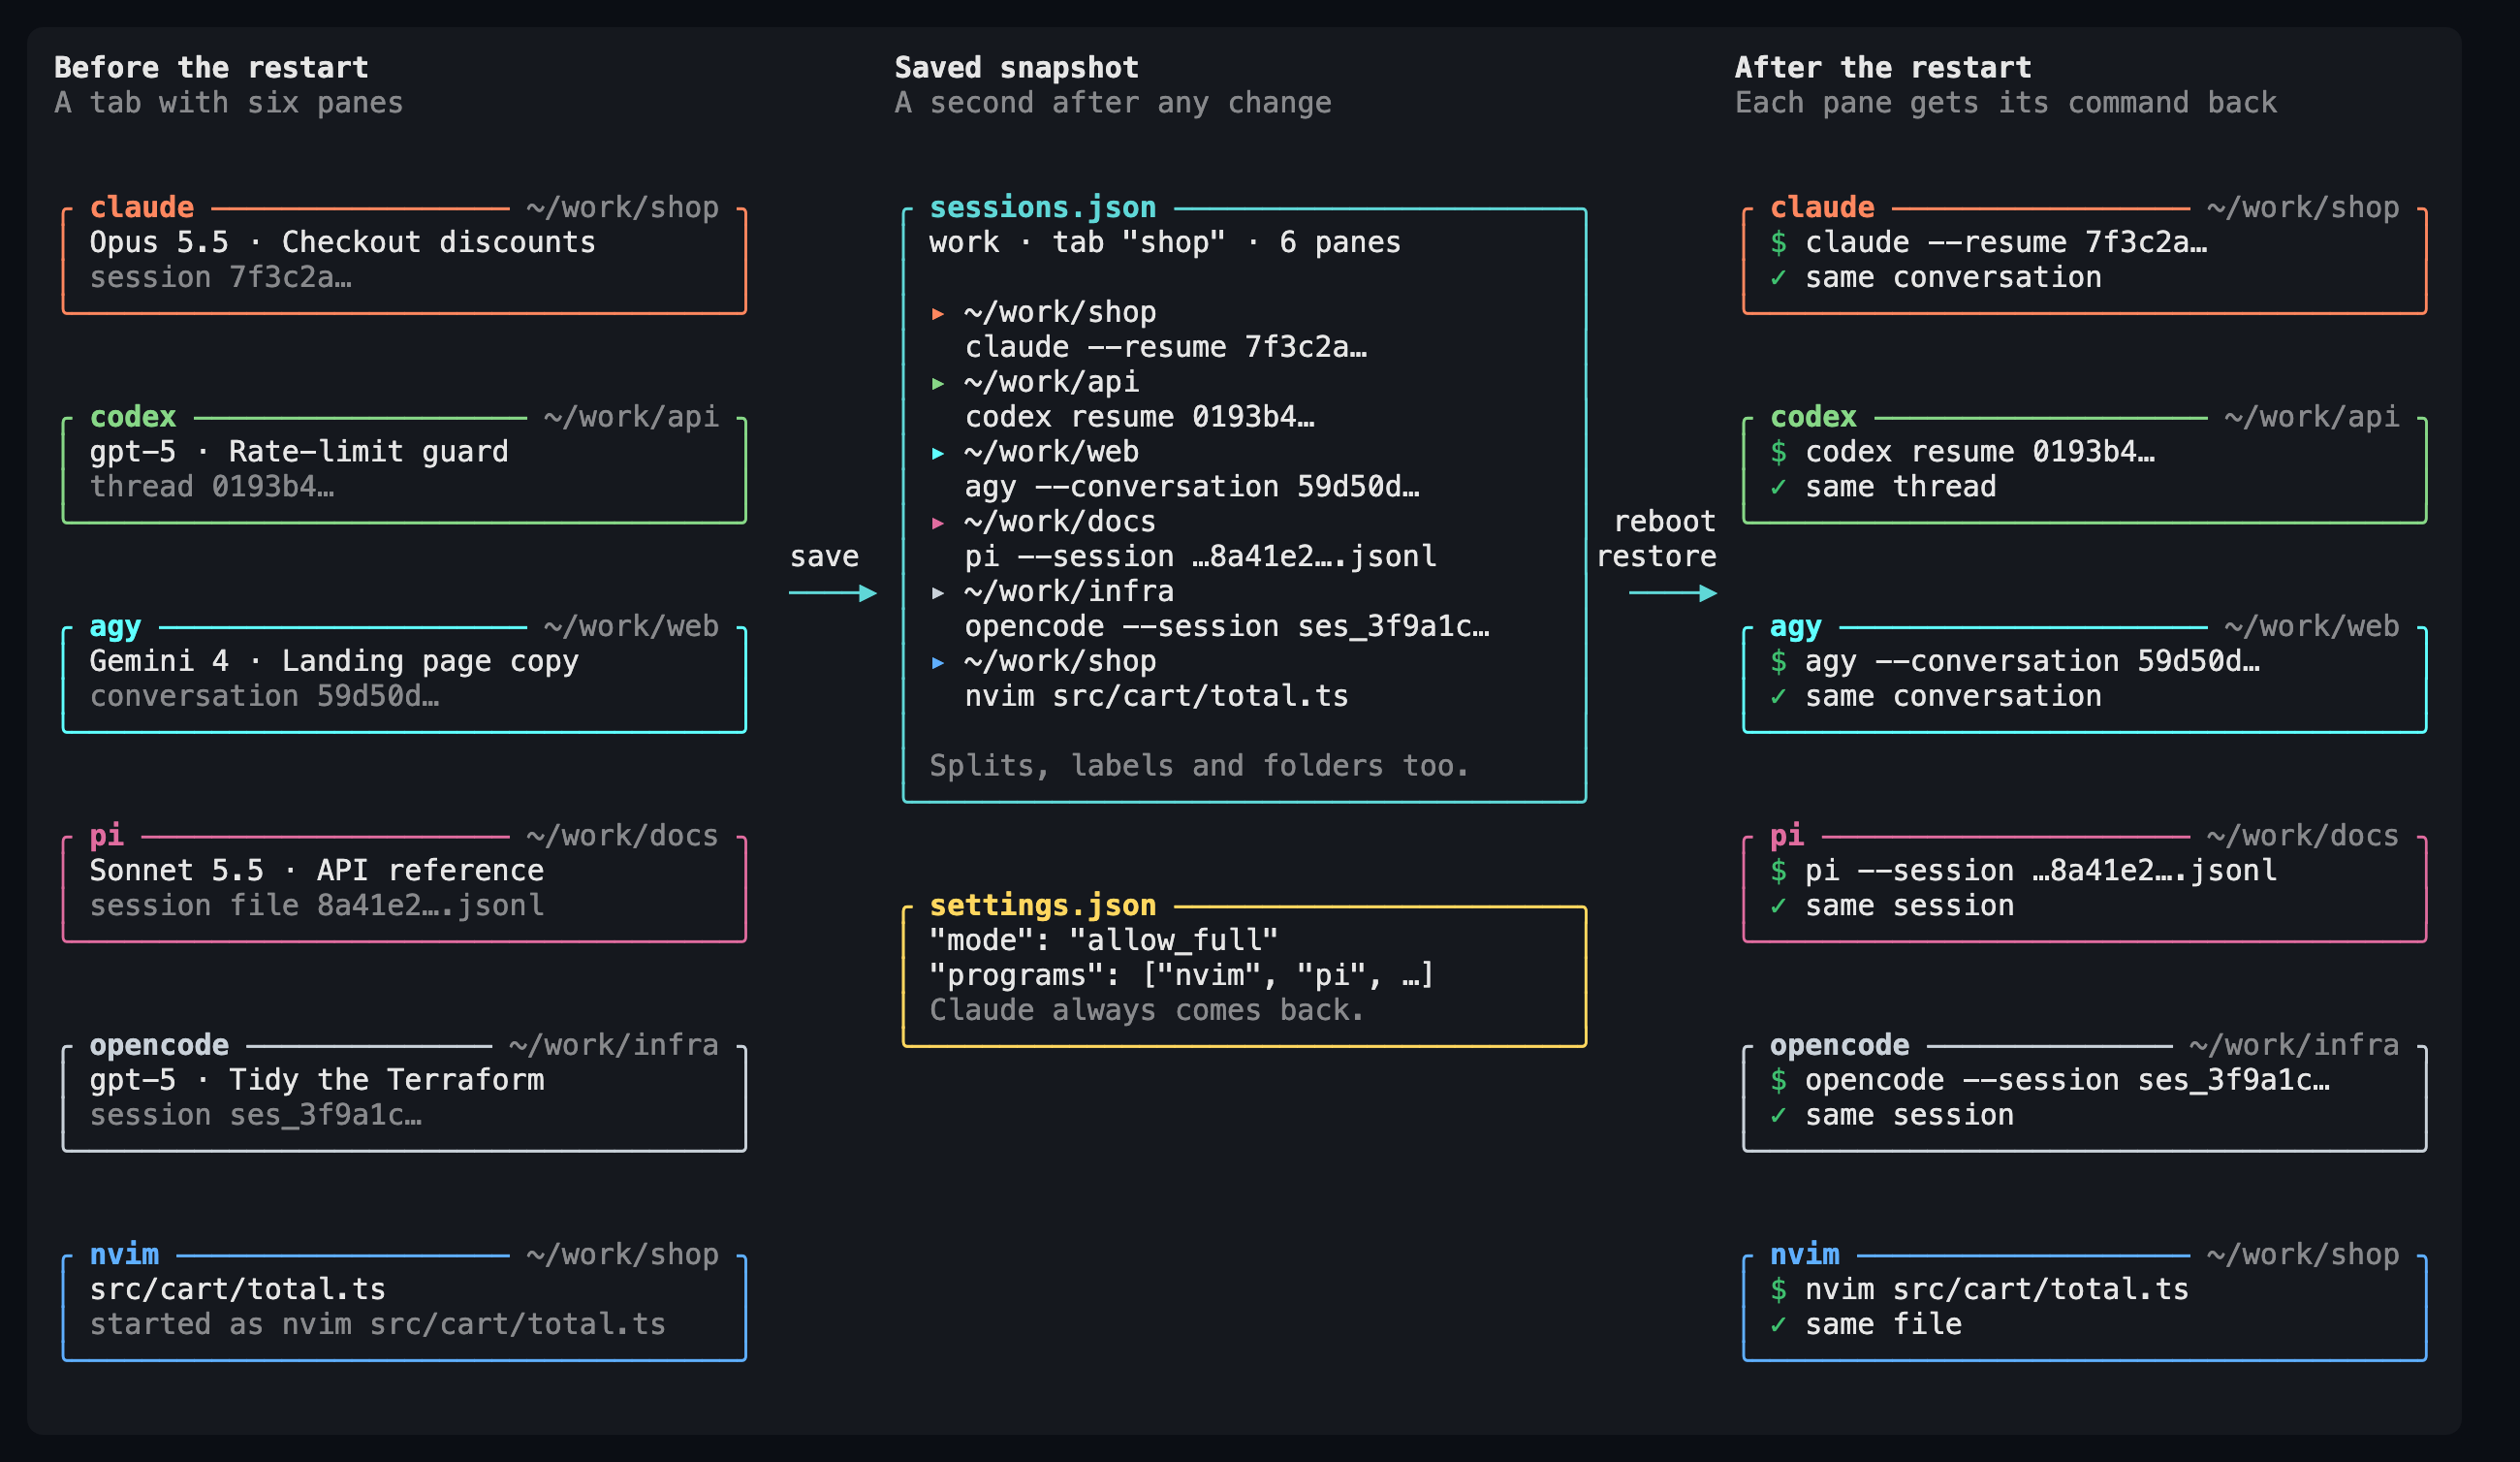 Before the restart
A tab with six panes
claude ~/work/shop
Opus 5.5 · Checkout discounts
session 7f3c2a…
codex ~/work/api
gpt-5 · Rate-limit guard
thread 0193b4…
agy ~/work/web
Gemini 4 · Landing page copy
conversation 59d50d…
pi ~/work/docs
Sonnet 5.5 · API reference
session file 8a41e2….jsonl
opencode ~/work/infra
gpt-5 · Tidy the Terraform
session ses_3f9a1c…
nvim ~/work/shop
src/cart/total.ts
started as nvim src/cart/total.ts
save
Saved snapshot
A second after any change
sessions.json
work · tab "shop" · 6 panes
▸ ~/work/shop
claude --resume 7f3c2a…
▸ ~/work/api
codex resume 0193b4…
▸ ~/work/web
agy --conversation 59d50d…
▸ ~/work/docs
pi --session …8a41e2….jsonl
▸ ~/work/infra
opencode --session ses_3f9a1c…
▸ ~/work/shop
nvim src/cart/total.ts
Splits, labels and folders too.
settings.json
"mode": "allow_full"
"programs": ["nvim", "pi", …]
Claude always comes back.
reboot
restore
After the restart
Each pane gets its command back
claude ~/work/shop
$ claude --resume 7f3c2a…
✓ same conversation
codex ~/work/api
$ codex resume 0193b4…
✓ same thread
agy ~/work/web
$ agy --conversation 59d50d…
✓ same conversation
pi ~/work/docs
$ pi --session …8a41e2….jsonl
✓ same session
opencode ~/work/infra
$ opencode --session ses_3f9a1c…
✓ same session
nvim ~/work/shop
$ nvim src/cart/total.ts
✓ same file